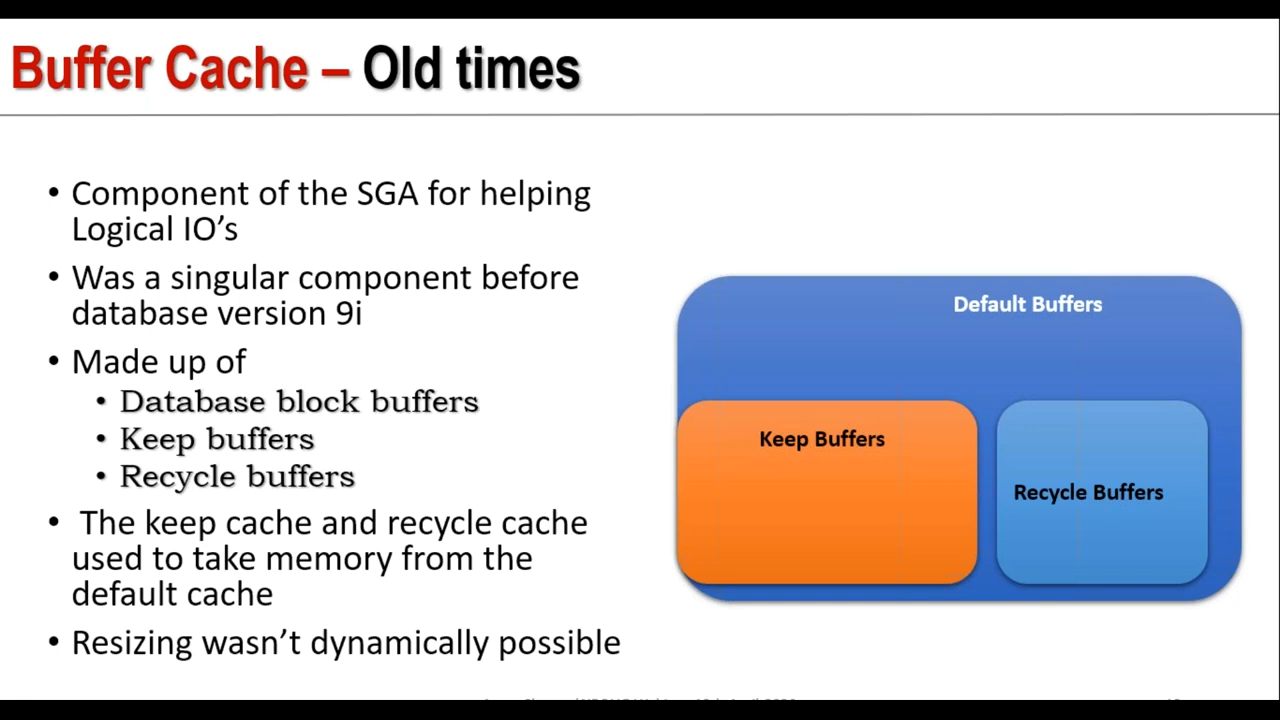 Buffer Cache – Old times
• Component of the SGA for helping
Logical IO’s
• Was a singular component before
database version 9i
• Made up of
• Database block buffers
• Keep buffers
• Recycle buffers
• The keep cache and recycle cache
used to take memory from the
default cache
• Resizing wasn’t dynamically possible
Default Buffers
Keep Buffers
Recycle Buffers